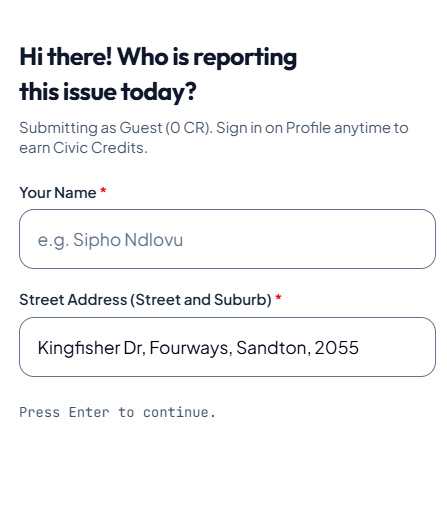 Hi there! Who is reporting
this issue today?
Submitting as Guest (0 CR). Sign in on Profile anytime to
earn Civic Credits.
Your Name *
e.g. Sipho Ndlovu
Street Address (Street and Suburb) *
Kingfisher Dr, Fourways, Sandton, 2055
Press Enter to continue.